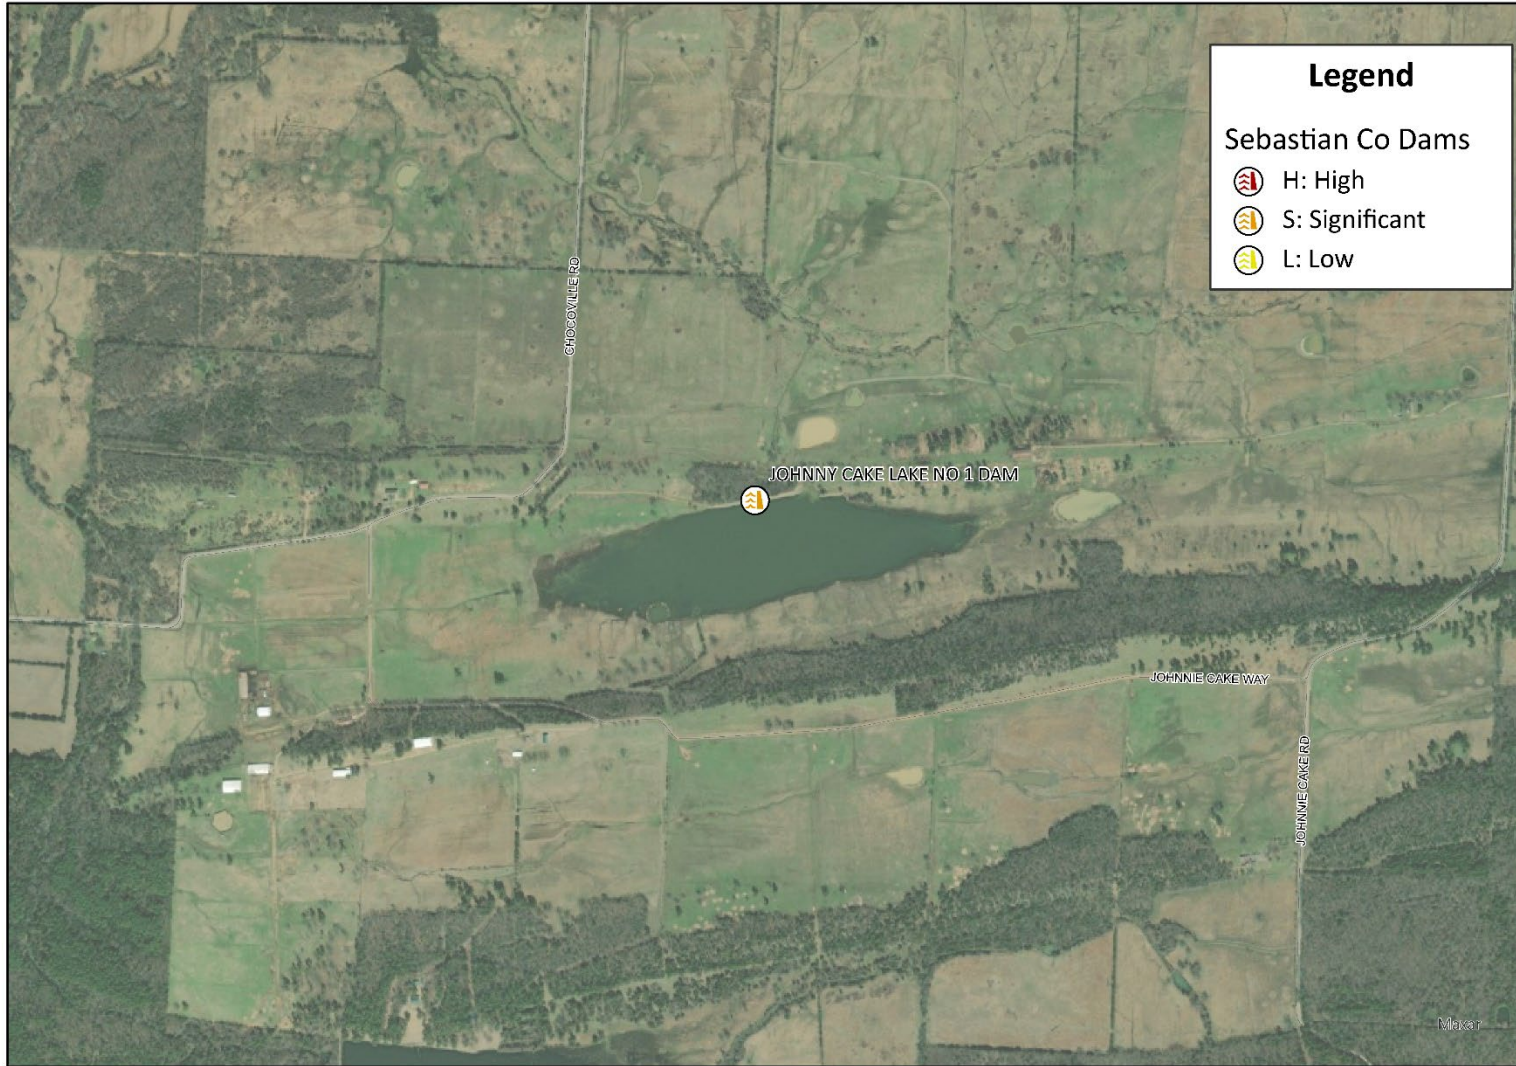 Legend
Sebastian Co Dams
H: High
S: Significant
L: Low
CHOCOVILLE RD
JOHNNY CAKE LAKE NO 1 DAM
JOHNNIE CAKE WAY
JOHNNIE CAKE RD
Maxar